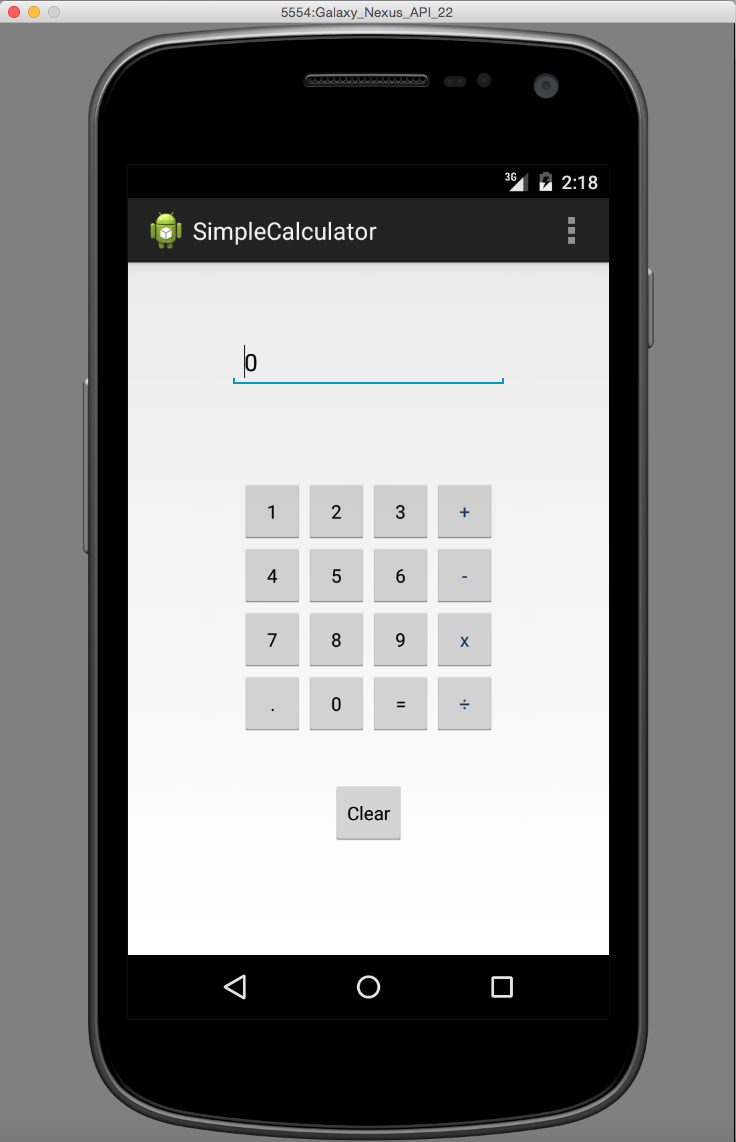 5554:Galaxy_Nexus_API_22
3G 2:18
SimpleCalculator
0
1 2 3 +
4 5 6 -
7 8 9 x
. 0 = ÷
Clear